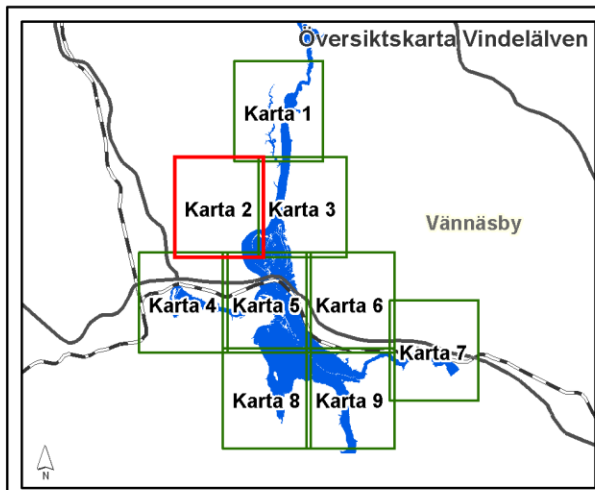 Översiktskarta Vindelälven
Karta 1
Karta 2
Karta 3
Vännäsby
Karta 4
Karta 5
Karta 6
Karta 7
Karta 8
Karta 9
N